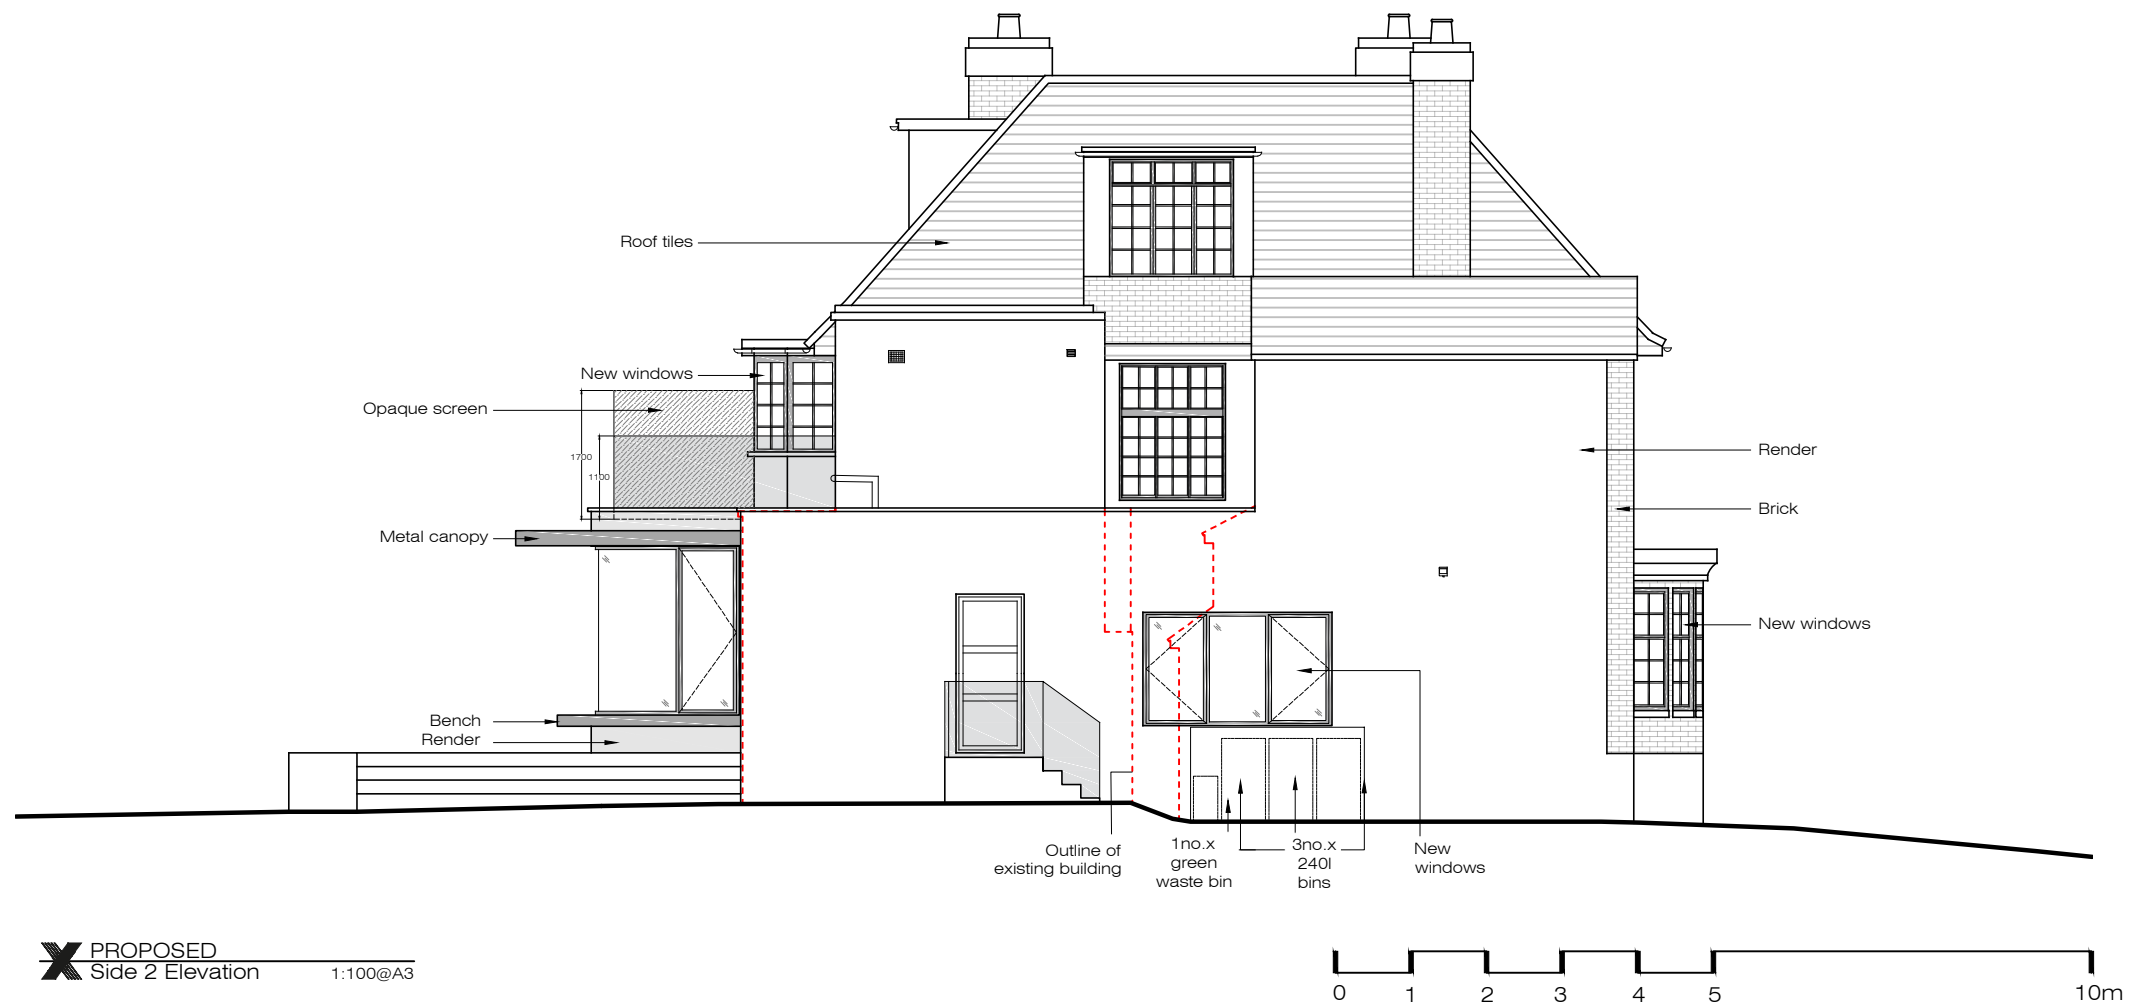 Roof tiles
New windows
Opaque screen
1700
1100
Metal canopy
Bench
Render
Render
Brick
New windows
Outline of
existing building
1no.x
green
waste bin
3no.x
240l
bins
New
windows
PROPOSED
Side 2 Elevation
1:100@A3
0 1 2 3 4 5 10m